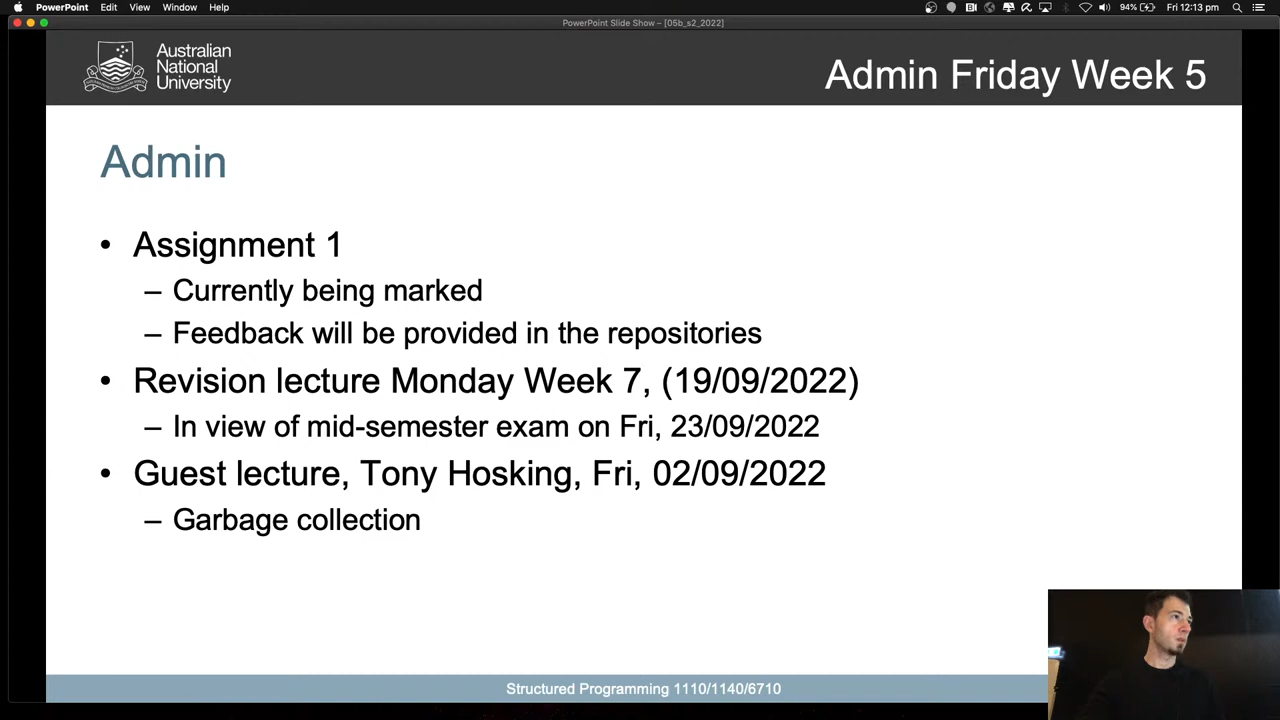 PowerPoint Edit View Window Help 94% Fri 12:13 pm
PowerPoint Slide Show - [05b_s2_2022]
Australian
National
University
Admin Friday Week 5
Admin
• Assignment 1
– Currently being marked
– Feedback will be provided in the repositories
• Revision lecture Monday Week 7, (19/09/2022)
– In view of mid-semester exam on Fri, 23/09/2022
• Guest lecture, Tony Hosking, Fri, 02/09/2022
– Garbage collection
Structured Programming 1110/1140/6710